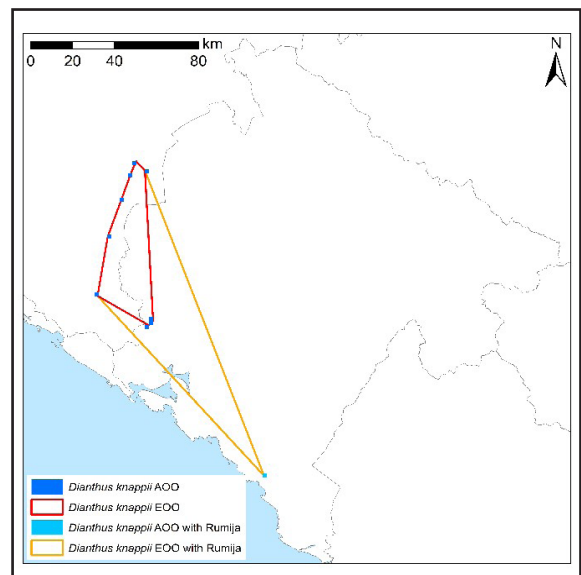 km
0 20 40 80
N
Dianthus knappii AOO
Dianthus knappii EOO
Dianthus knappii AOO with Rumija
Dianthus knappii EOO with Rumija